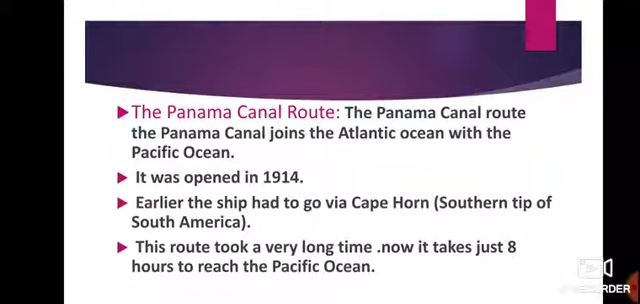 The Panama Canal Route: The Panama Canal route
the Panama Canal joins the Atlantic ocean with the
Pacific Ocean.
It was opened in 1914.
Earlier the ship had to go via Cape Horn (Southern tip of
South America).
This route took a very long time .now it takes just 8
hours to reach the Pacific Ocean.